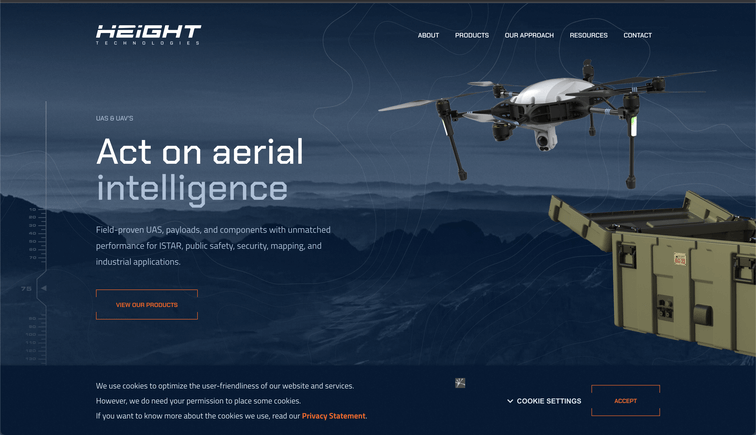 HEiGHT
TECHNOLOGIES
ABOUT
PRODUCTS
OUR APPROACH
RESOURCES
CONTACT
UAS & UAV'S
Act on aerial
intelligence
Field-proven UAS, payloads, and components with unmatched
performance for ISTAR, public safety, security, mapping, and
industrial applications.
VIEW OUR PRODUCTS
We use cookies to optimize the user-friendliness of our website and services.
However, we do need your permission to place some cookies.
If you want to know more about the cookies we use, read our Privacy Statement.
COOKIE SETTINGS
ACCEPT